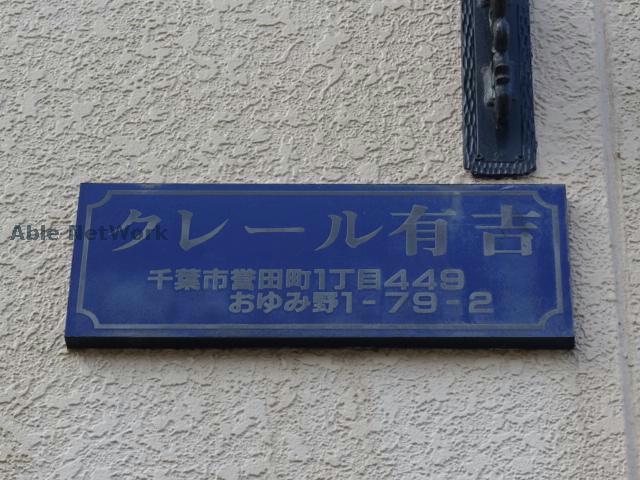 クレール有吉
Able NetWork
千葉市誉田町1丁目449
おゆみ野1-79-2